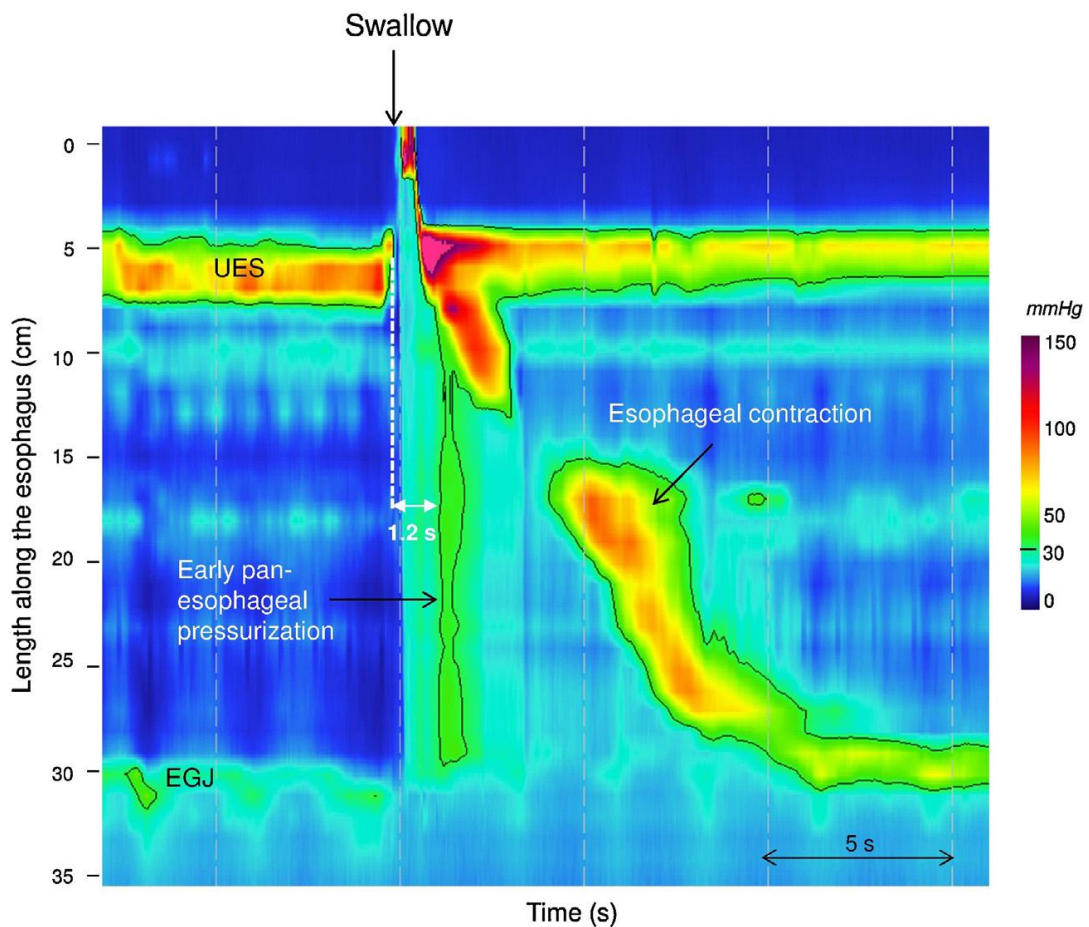 Swallow
0
5
10
15
20
25
30
35
Length along the esophagus (cm)
UES
Esophageal contraction
1.2 s
Early pan-
esophageal
pressurization
EGJ
5 s
Time (s)
mmHg
150
100
50
30
0